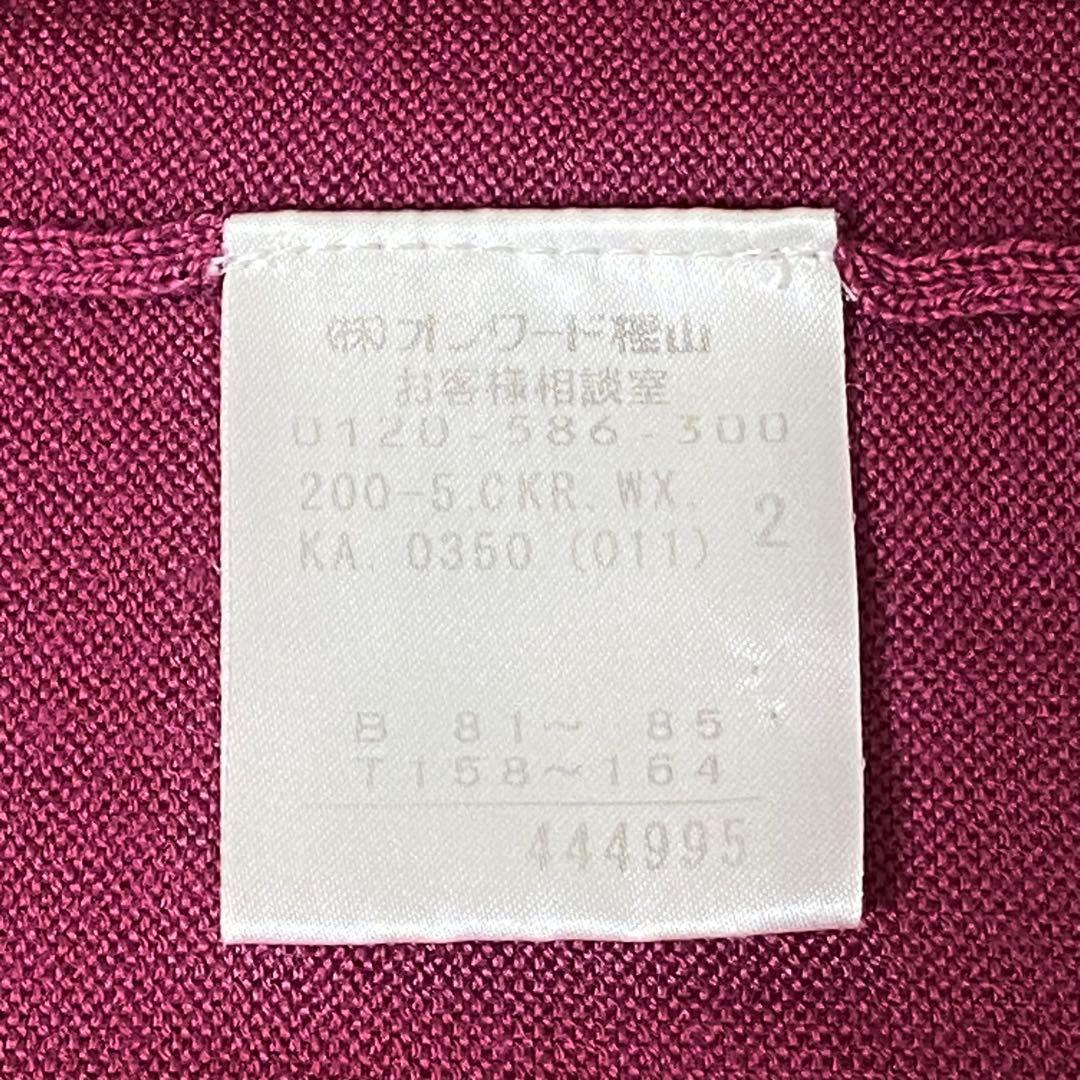 ㈱オンワード樫山
お客様相談室
0120-586-300
200-5.CKR.WX.
KA.0350(011) 2
B 81~ 85
T158~164
444995